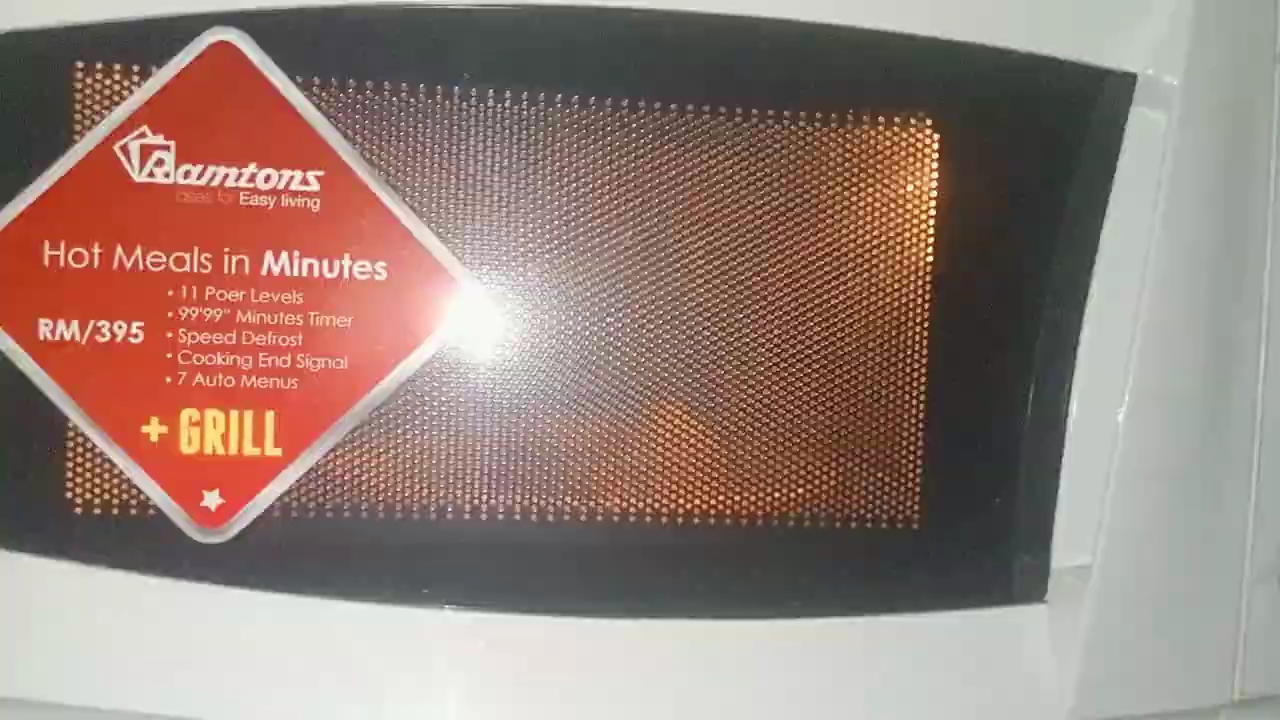 Ramtons
for Easy living
Hot Meals in Minutes
• 11 Poer Levels
• 99'99" Minutes Timer
RM/395
• Speed Defrost
• Cooking End Signal
• 7 Auto Menus
+ GRILL